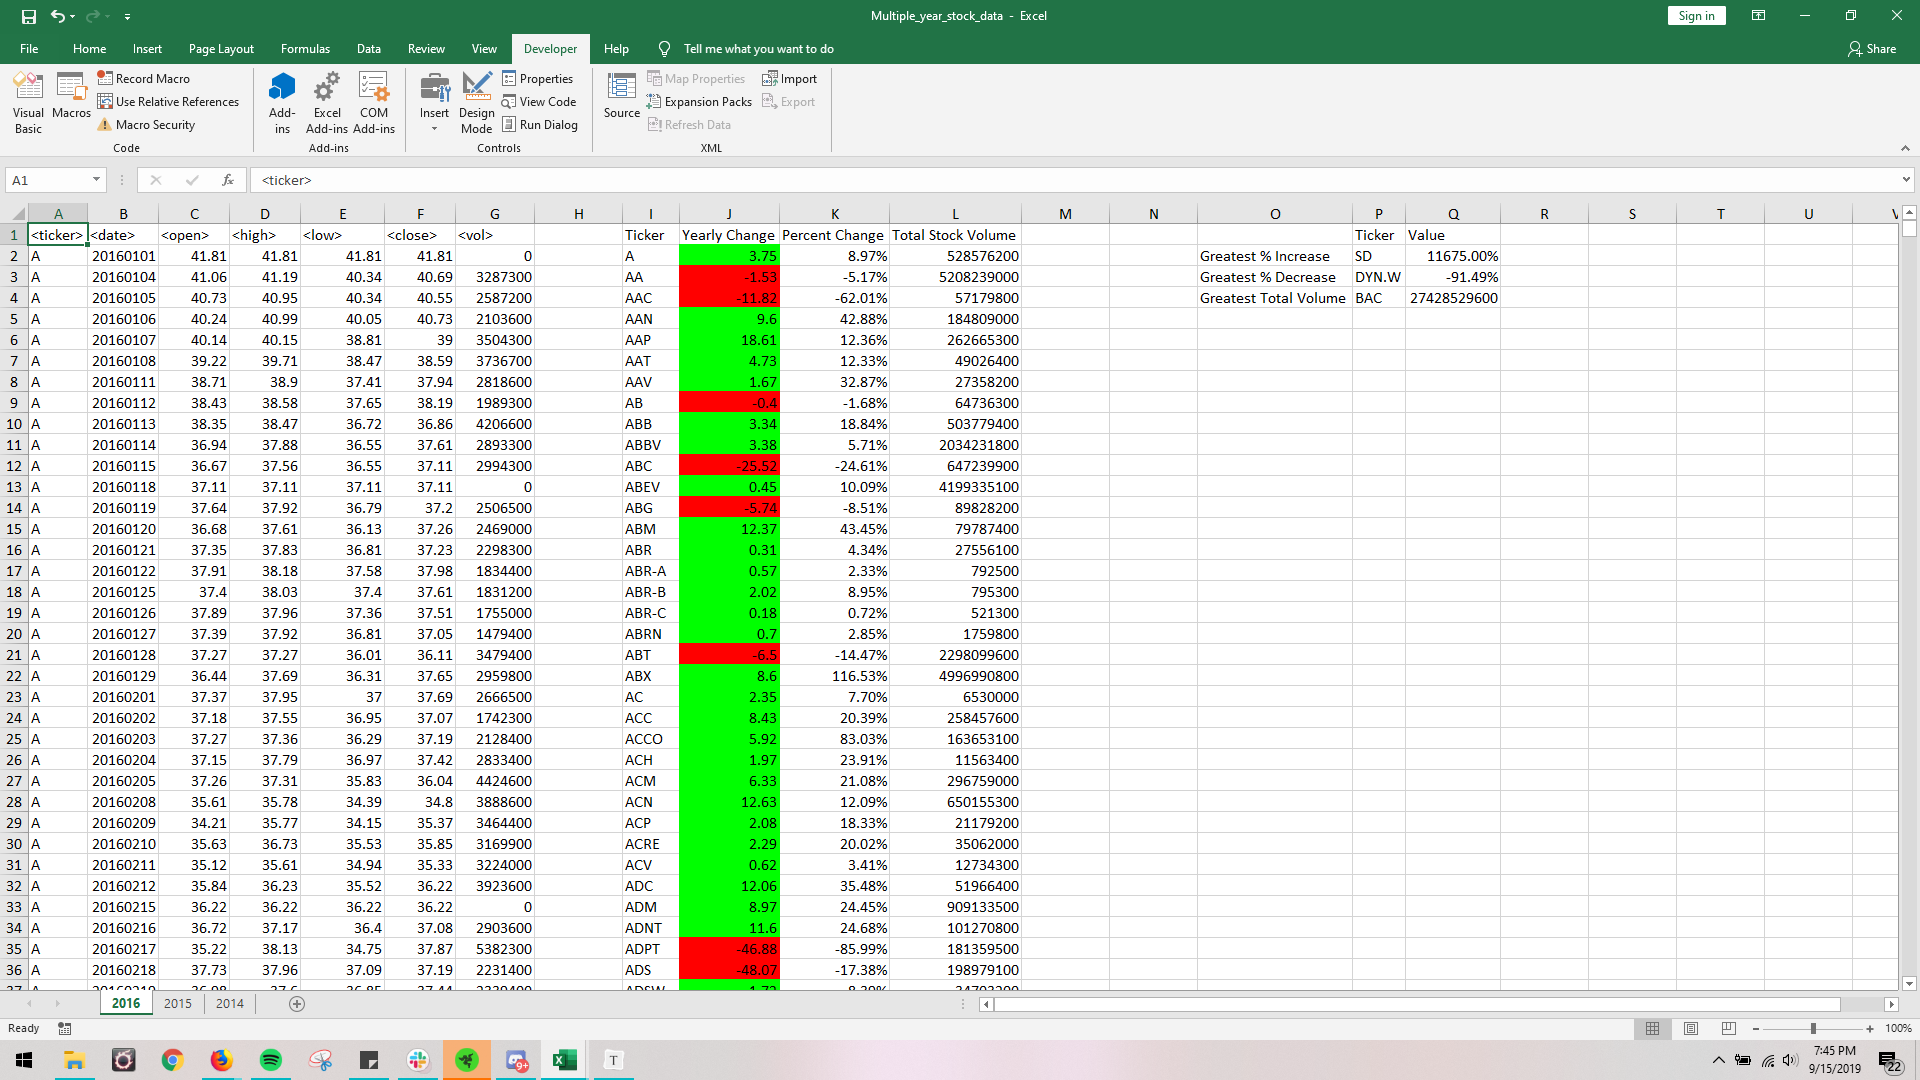 Multiple_year_stock_data - Excel
Sign in
File Home Insert Page Layout Formulas Data Review View Developer Help Tell me what you want to do Share
Visual Basic Macros Record Macro Use Relative References Macro Security Code
Add-ins Excel Add-ins COM Add-ins Add-ins
Insert Design Mode Properties View Code Run Dialog Controls
Source Map Properties Expansion Packs Refresh Data Import Export XML
A1 fx <ticker>
A B C D E F G H I J K L M N O P Q R S T U V
1 <ticker> <date> <open> <high> <low> <close> <vol> Ticker Yearly Change Percent Change Total Stock Volume Ticker Value
2 A 20160101 41.81 41.81 41.81 41.81 0 A 3.75 8.97% 528576200 Greatest % Increase SD 11675.00%
3 A 20160104 41.06 41.19 40.34 40.69 3287300 AA -1.53 -5.17% 5208239000 Greatest % Decrease DYN.W -91.49%
4 A 20160105 40.73 40.95 40.34 40.55 2587200 AAC -11.82 -62.01% 57179800 Greatest Total Volume BAC 27428529600
5 A 20160106 40.24 40.99 40.05 40.73 2103600 AAN 9.6 42.88% 184809000
6 A 20160107 40.14 40.15 38.81 39 3504300 AAP 18.61 12.36% 262665300
7 A 20160108 39.22 39.71 38.47 38.59 3736700 AAT 4.73 12.33% 49026400
8 A 20160111 38.71 38.9 37.41 37.94 2818600 AAV 1.67 32.87% 27358200
9 A 20160112 38.43 38.58 37.65 38.19 1989300 AB -0.4 -1.68% 64736300
10 A 20160113 38.35 38.47 36.72 36.86 4206600 ABB 3.34 18.84% 503779400
11 A 20160114 36.94 37.88 36.55 37.61 2893300 ABBV 3.38 5.71% 2034231800
12 A 20160115 36.67 37.56 36.55 37.11 2994300 ABC -25.52 -24.61% 647239900
13 A 20160118 37.11 37.11 37.11 37.11 0 ABEV 0.45 10.09% 4199335100
14 A 20160119 37.64 37.92 36.79 37.2 2506500 ABG -5.74 -8.51% 89828200
15 A 20160120 36.68 37.61 36.13 37.26 2469000 ABM 12.37 43.45% 79787400
16 A 20160121 37.35 37.83 36.81 37.23 2298300 ABR 0.31 4.34% 27556100
17 A 20160122 37.91 38.18 37.58 37.98 1834400 ABR-A 0.57 2.33% 792500
18 A 20160125 37.4 38.03 37.4 37.61 1831200 ABR-B 2.02 8.95% 795300
19 A 20160126 37.89 37.96 37.36 37.51 1755000 ABR-C 0.18 0.72% 521300
20 A 20160127 37.39 37.92 36.81 37.05 1479400 ABRN 0.7 2.85% 1759800
21 A 20160128 37.27 37.27 36.01 36.11 3479400 ABT -6.5 -14.47% 2298099600
22 A 20160129 36.44 37.69 36.31 37.65 2959800 ABX 8.6 116.53% 4996990800
23 A 20160201 37.37 37.95 37 37.69 2666500 AC 2.35 7.70% 6530000
24 A 20160202 37.18 37.55 36.95 37.07 1742300 ACC 8.43 20.39% 258457600
25 A 20160203 37.27 37.36 36.29 37.19 2128400 ACCO 5.92 83.03% 163653100
26 A 20160204 37.15 37.79 36.97 37.42 2833400 ACH 1.97 23.91% 11563400
27 A 20160205 37.26 37.31 35.83 36.04 4424600 ACM 6.33 21.08% 296759000
28 A 20160208 35.61 35.78 34.39 34.8 3888600 ACN 12.63 12.09% 650155300
29 A 20160209 34.21 35.77 34.15 35.37 3464400 ACP 2.08 18.33% 21179200
30 A 20160210 35.63 36.73 35.53 35.85 3169900 ACRE 2.29 20.02% 35062000
31 A 20160211 35.12 35.61 34.94 35.33 3224000 ACV 0.62 3.41% 12734300
32 A 20160212 35.84 36.23 35.52 36.22 3923600 ADC 12.06 35.48% 51966400
33 A 20160215 36.22 36.22 36.22 36.22 0 ADM 8.97 24.45% 909133500
34 A 20160216 36.72 37.17 36.4 37.08 2903600 ADNT 11.6 24.68% 101270800
35 A 20160217 35.22 38.13 34.75 37.87 5382300 ADPT -46.88 -85.99% 181359500
36 A 20160218 37.73 37.96 37.09 37.19 2231400 ADS -48.07 -17.38% 198979100
2016 2015 2014
Ready 100%
9+ T 7:45 PM
9/15/2019 22